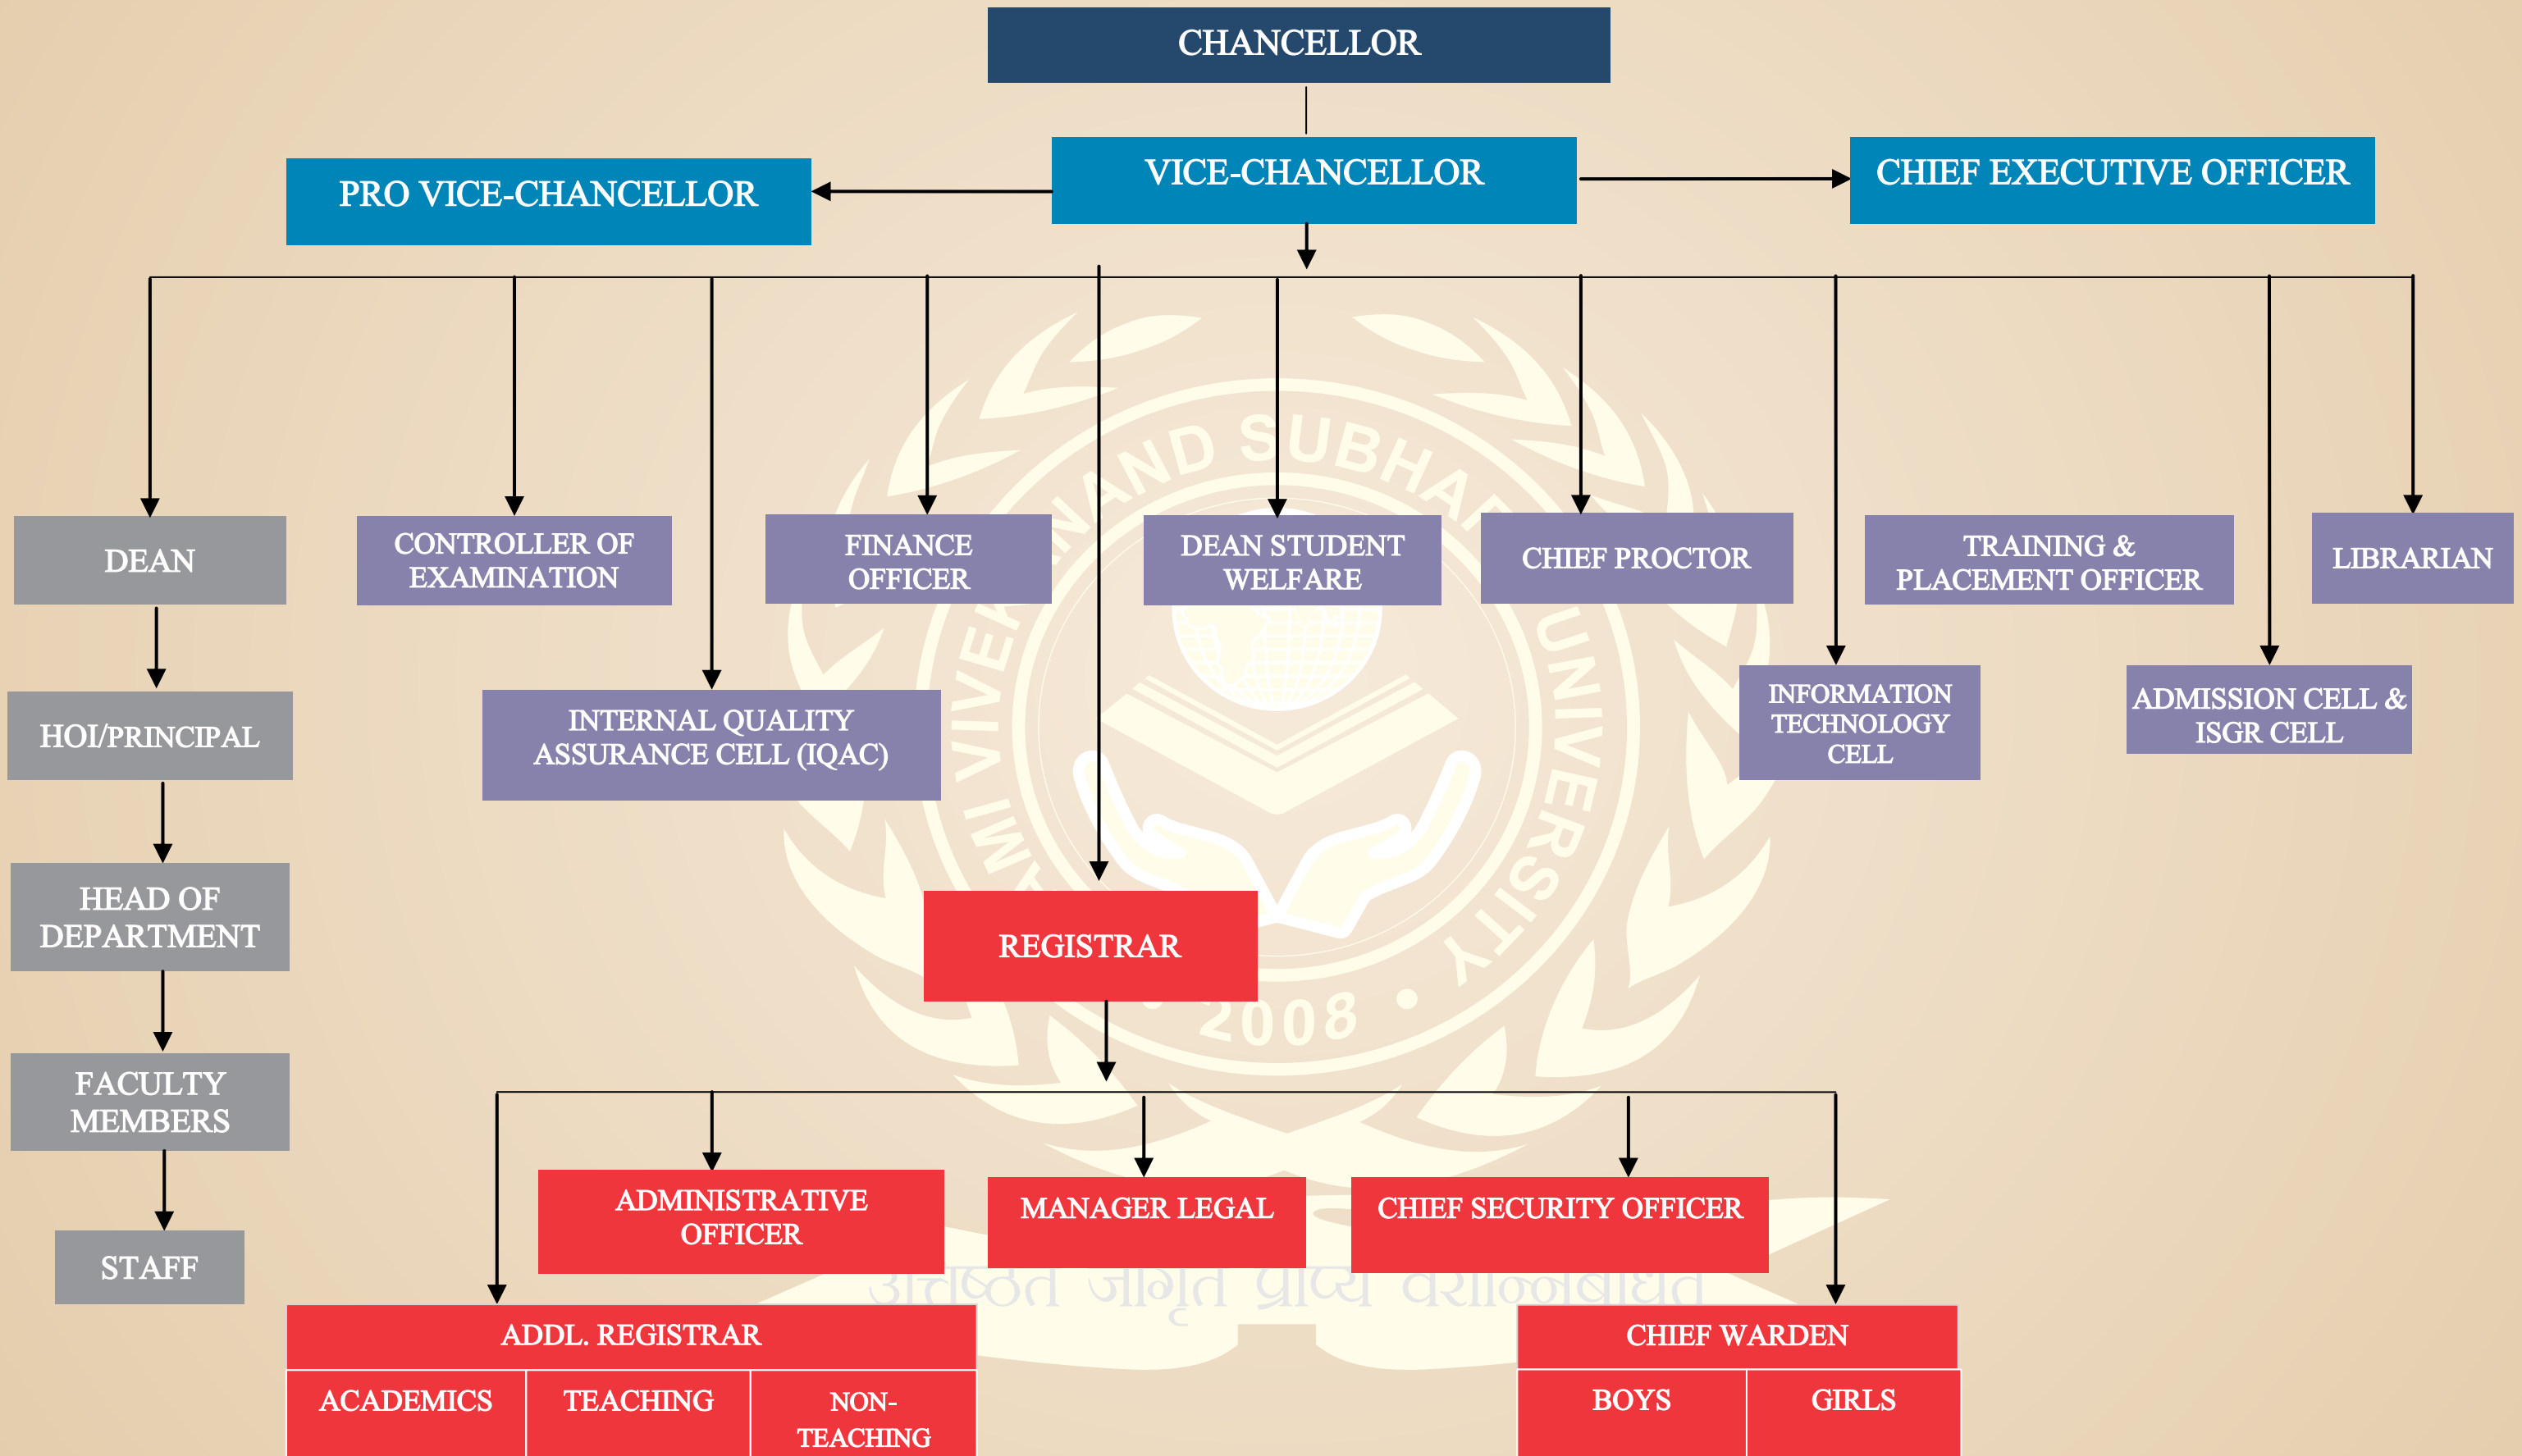 CHANCELLOR
PRO VICE-CHANCELLOR
VICE-CHANCELLOR
CHIEF EXECUTIVE OFFICER
DEAN
CONTROLLER OF
EXAMINATION
FINANCE
OFFICER
DEAN STUDENT
WELFARE
CHIEF PROCTOR
TRAINING &
PLACEMENT OFFICER
LIBRARIAN
HOI/PRINCIPAL
INTERNAL QUALITY
ASSURANCE CELL (IQAC)
INFORMATION
TECHNOLOGY
CELL
ADMISSION CELL &
ISGR CELL
HEAD OF
DEPARTMENT
REGISTRAR
FACULTY
MEMBERS
STAFF
ADMINISTRATIVE
OFFICER
MANAGER LEGAL
CHIEF SECURITY OFFICER
ADDL. REGISTRAR
ACADEMICS
TEACHING
NON-
TEACHING
CHIEF WARDEN
BOYS
GIRLS
UNIVERSITY
2008
जागृत प्राप्य